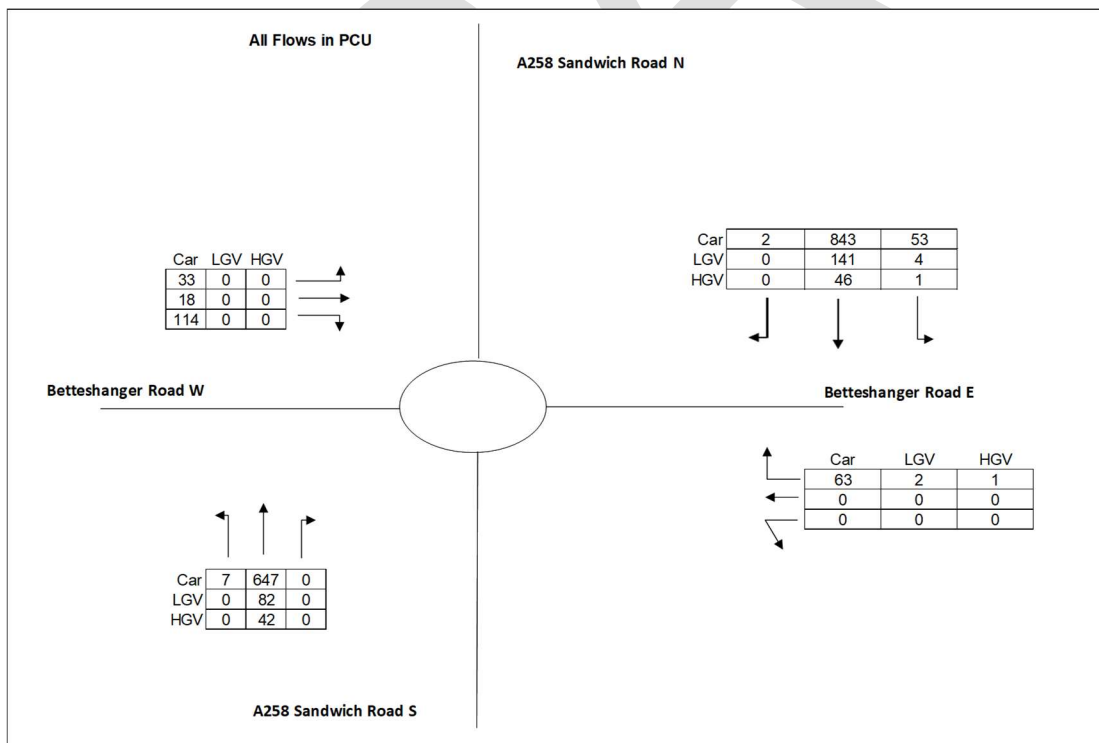 All Flows in PCU
A258 Sandwich Road N
Car 2 843 53
LGV 0 141 4
HGV 0 46 1
Car LGV HGV
33 0 0
18 0 0
114 0 0
Betteshanger Road W
Betteshanger Road E
Car LGV HGV
63 2 1
0 0 0
0 0 0
Car 7 647 0
LGV 0 82 0
HGV 0 42 0
A258 Sandwich Road S